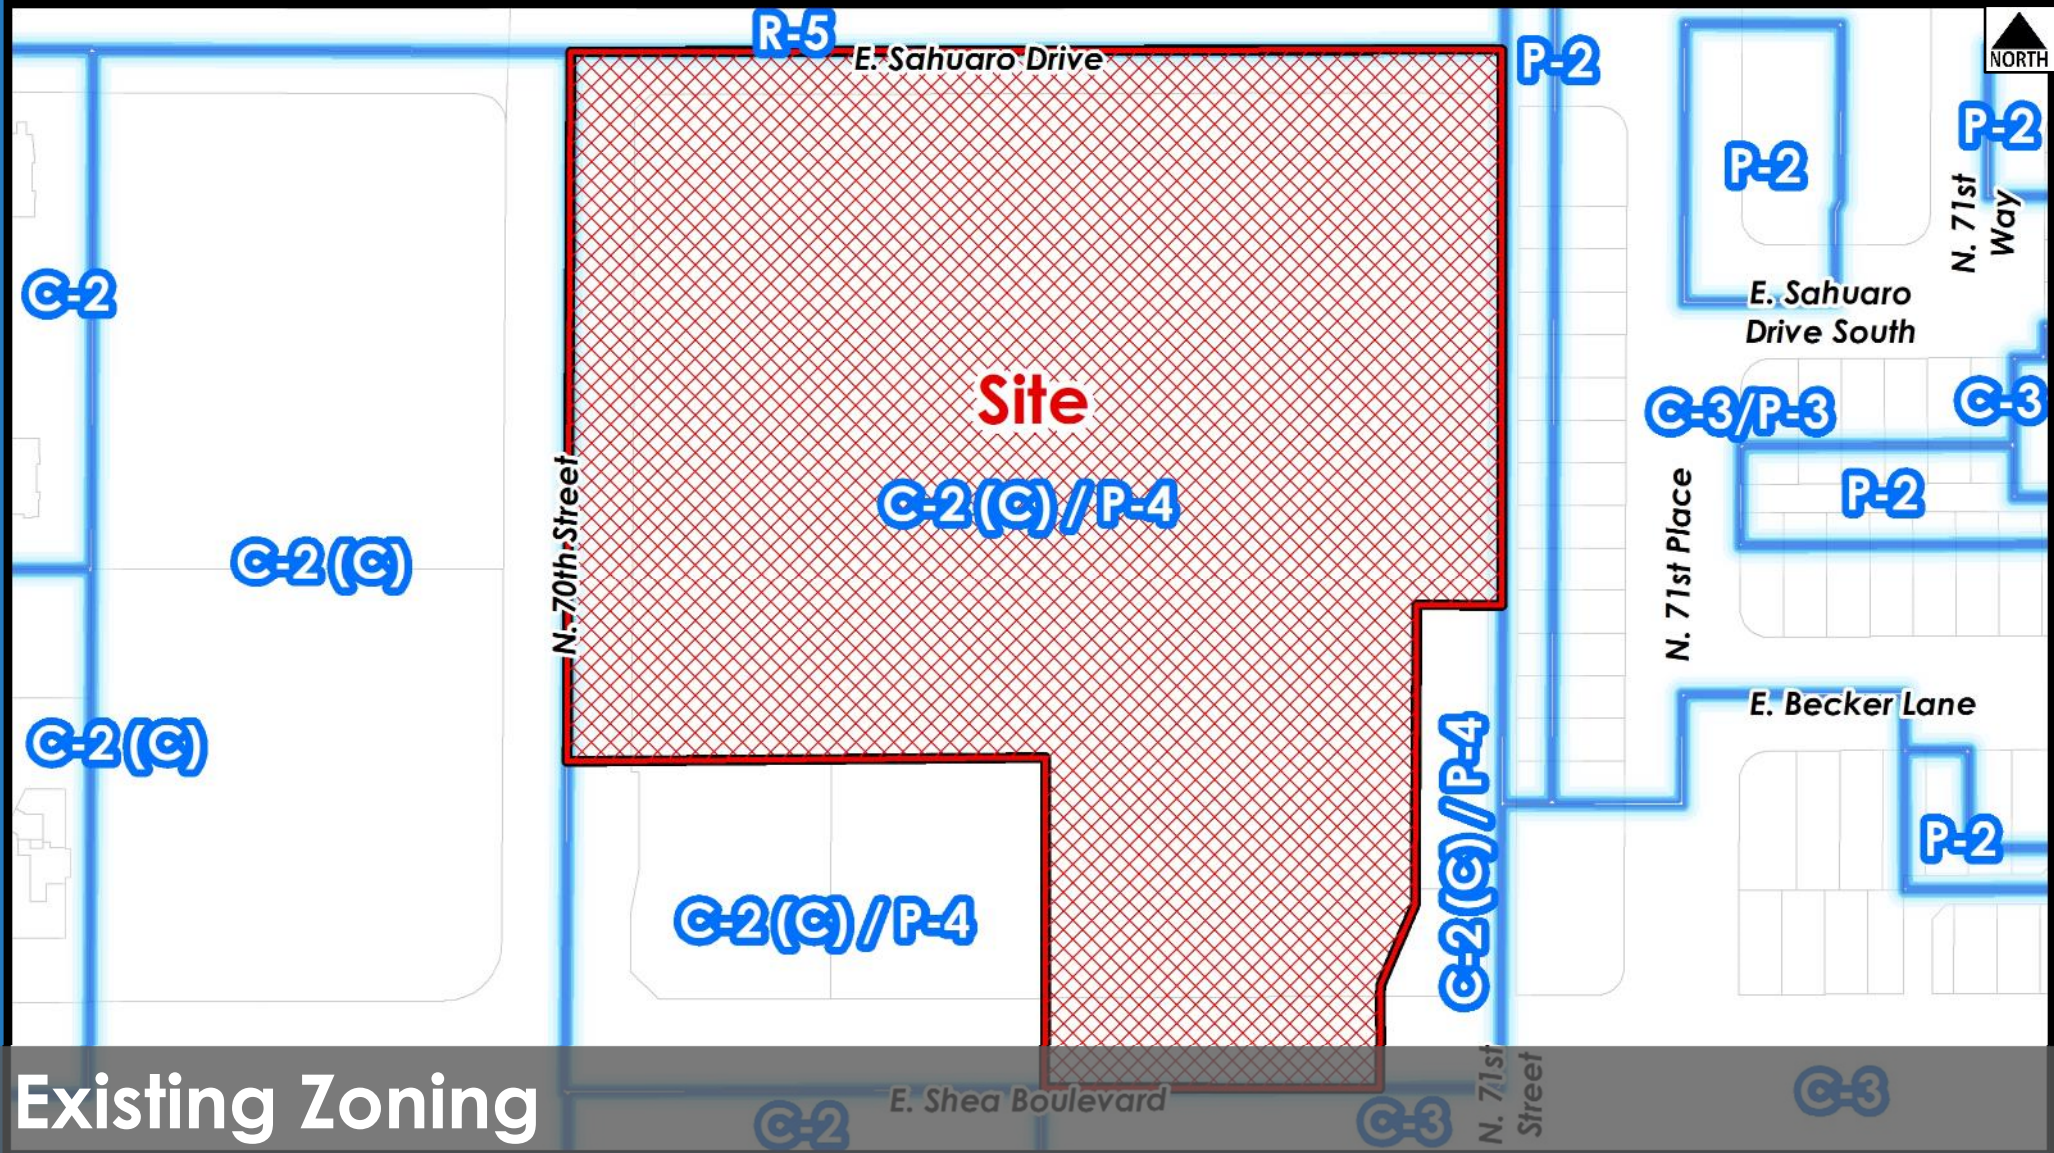 R-5
E. Sahuaro Drive
P-2
NORTH
P-2
P-2
N. 71st
Way
C-2
E. Sahuaro
Drive South
Site
C-3/P-3
C-3
C-2 (C) / P-4
P-2
N. 70th Street
N. 71st Place
C-2 (C)
C-2 (C)
E. Becker Lane
C-2 (C) / P-4
P-2
C-2 (C) / P-4
Existing Zoning
E. Shea Boulevard
C-2
C-3
N. 71st
Street
C-3